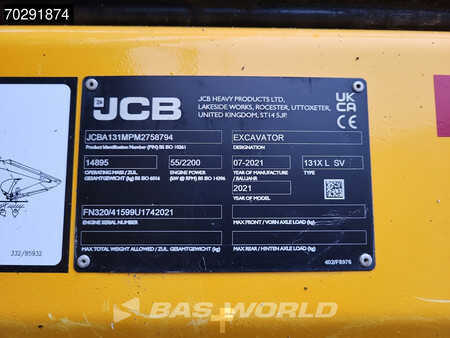 70291874
JCB
JCB HEAVY PRODUCTS LTD,
LAKESIDE WORKS, ROCESTER, UTTOXETER,
UNITED KINGDOM, ST14 5JP.
UK
CA
JCBA131MPM2758794
Product Identification Number (PIN) BS ISO 10261
EXCAVATOR
DESIGNATION
14895
OPERATING MASS / ZUL.
GESAMTGEWICHT (kg) BS ISO 6016
55/2200
ENGINE POWER
(kW @ RPM) BS ISO 14396
07-2021
YEAR OF MANUFACTURE
/ BAUJAHR
131X L SV
TYPE
2021
YEAR OF MODEL
FN320/41599U1742021
ENGINE SERIAL NUMBER
MAX FRONT / VORN AXLE LOAD (kg)
MAX TOTAL WEIGHT ALLOWED / ZUL. GESAMTGEWICHT (kg)
MAX REAR / HINTEN AXLE LOAD (kg)
402/F8976
332/85932
BAS WORLD